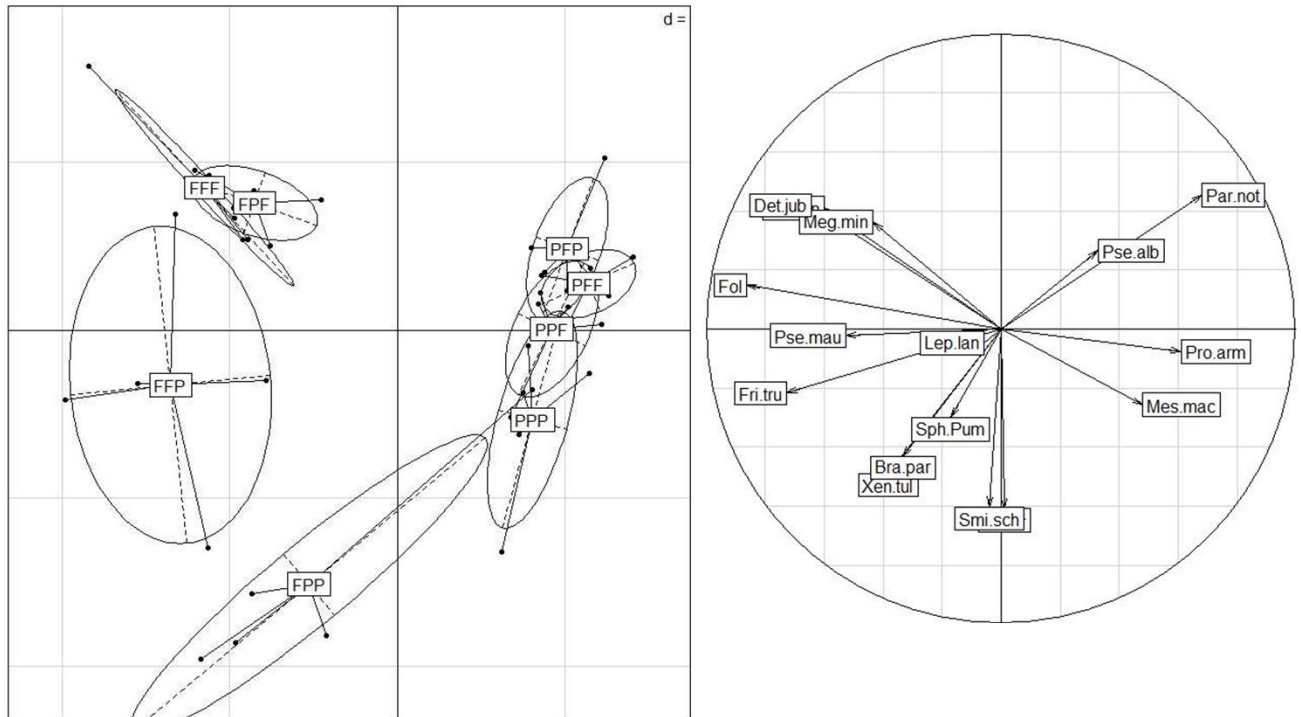 d =
FFF
FPF
PFP
PFF
PPF
FFP
PPP
FPP
Par.not
Det.jub
Meg.min
Pse.alb
Fol
Pse.mau
Lep.lan
Pro.arm
Fri.tru
Mes.mac
Sph.Pum
Bra.par
Xen.tul
Smi.sch